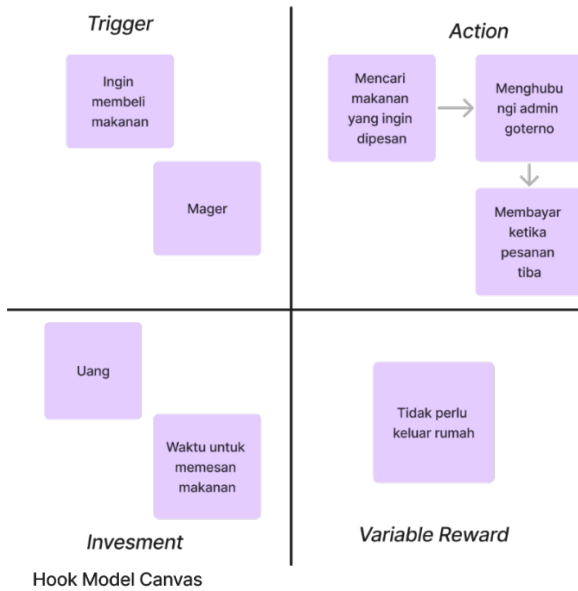 Trigger
Ingin
membeli
makanan
Mager
Action
Mencari
makanan
yang ingin
dipesan
Menghubu
ngi admin
goterno
Membayar
ketika
pesanan
tiba
Uang
Waktu untuk
memesan
makanan
Invesment
Tidak perlu
keluar rumah
Variable Reward
Hook Model Canvas